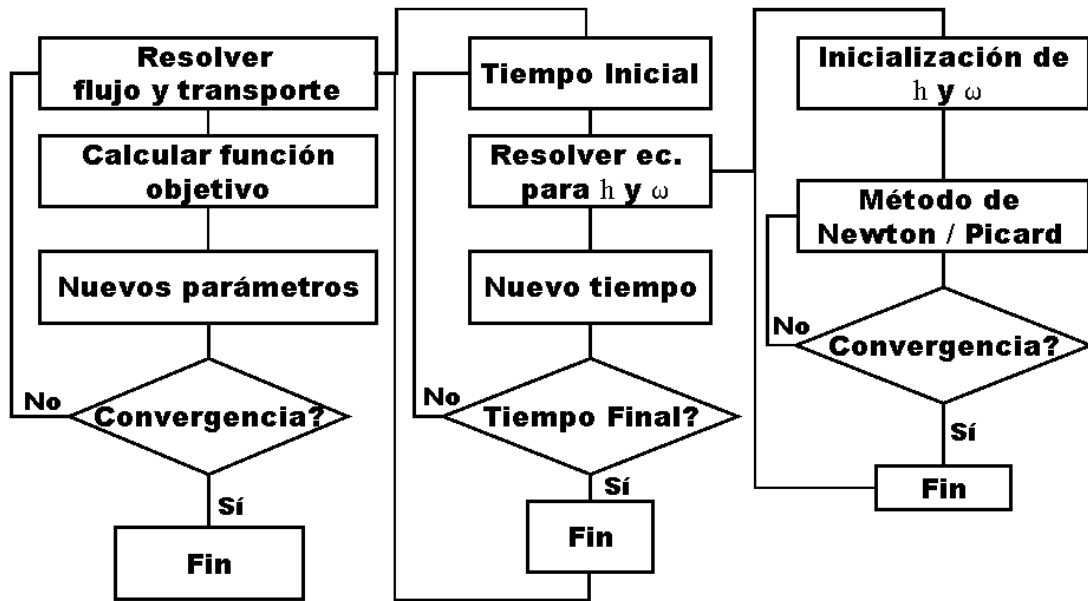 Resolver
flujo y transporte
Calcular función
objetivo
Nuevos parámetros
No
Convergencia?
Sí
Fin
Tiempo Inicial
Resolver ec.
para h y ω
Nuevo tiempo
No
Tiempo Final?
Sí
Fin
Inicialización de
h y ω
Método de
Newton / Picard
No
Convergencia?
Sí
Fin